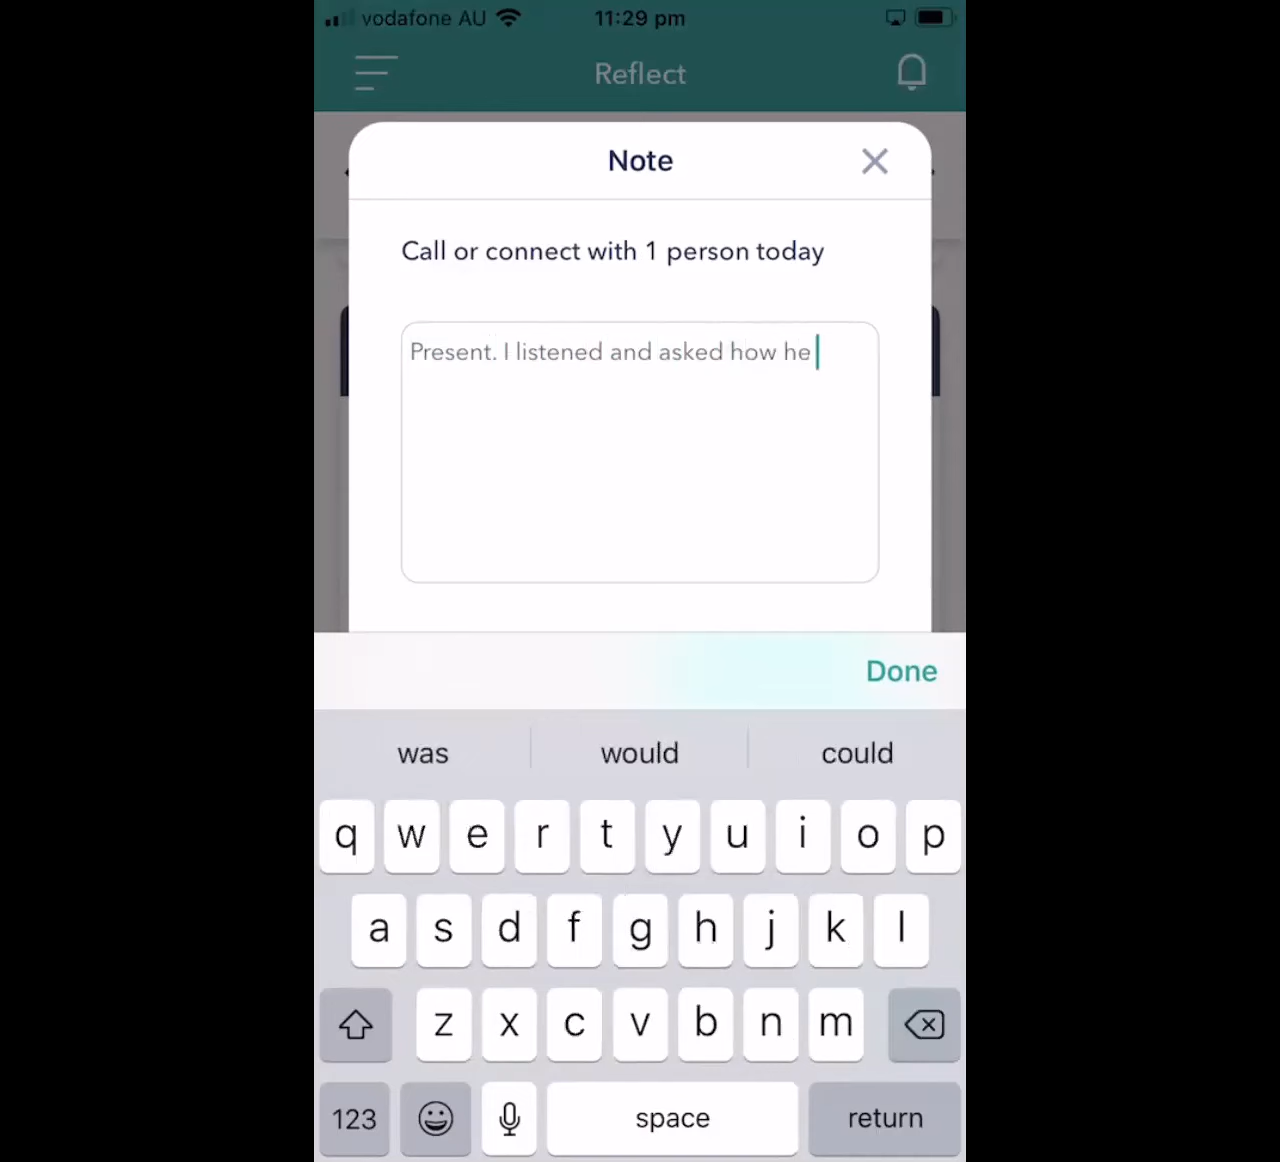 vodafone AU 11:29 pm
Reflect
Note
Call or connect with 1 person today
Present. I listened and asked how he
Done
was would could
q w e r t y u i o p
a s d f g h j k l
z x c v b n m
123 space return